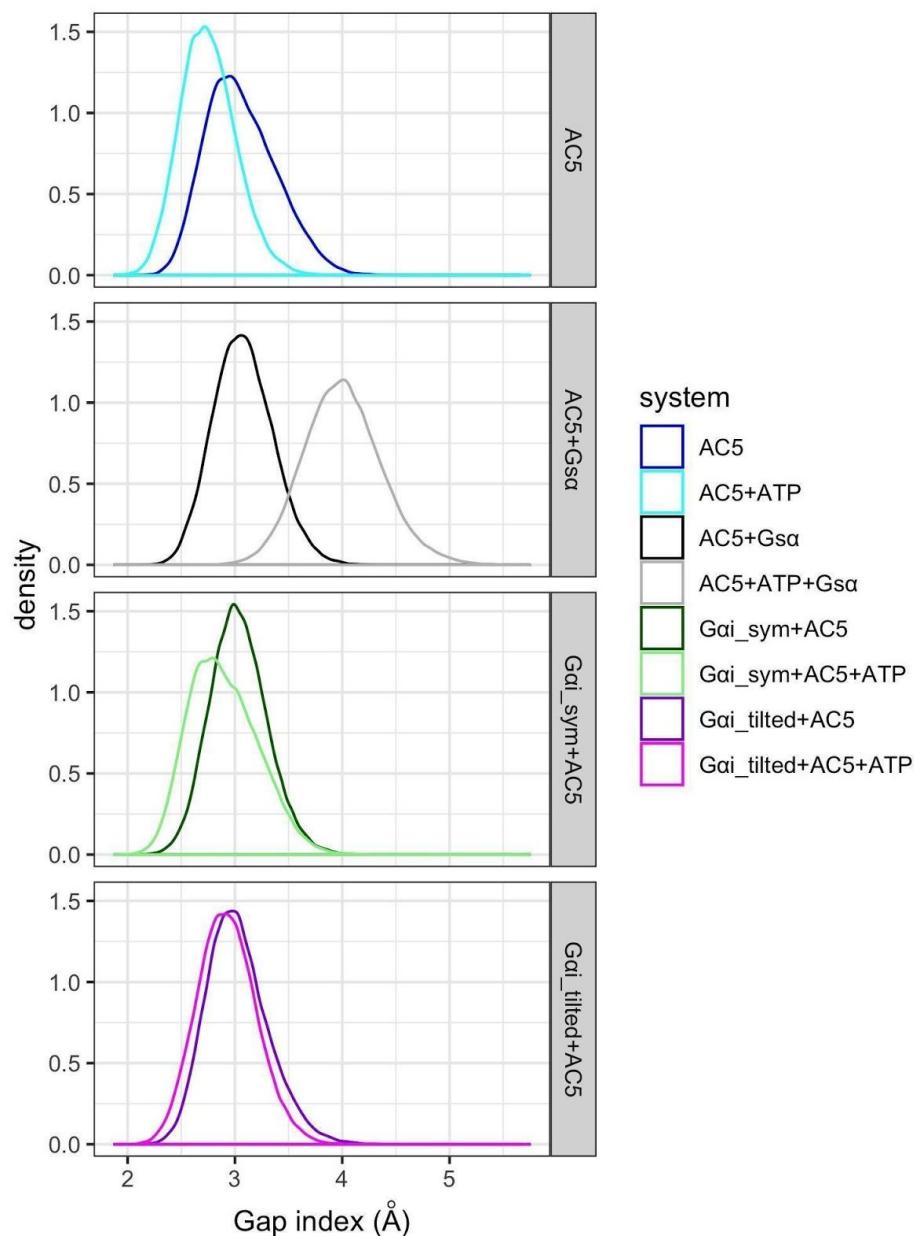 1.5
1.0
0.5
0.0
AC5
1.5
1.0
0.5
0.0
AC5+Gsα
1.5
1.0
0.5
0.0
Gαi_sym+AC5
1.5
1.0
0.5
0.0
Gαi_tilted+AC5
density
2 3 4 5
Gap index (Å)
system
AC5
AC5+ATP
AC5+Gsα
AC5+ATP+Gsα
Gαi_sym+AC5
Gαi_sym+AC5+ATP
Gαi_tilted+AC5
Gαi_tilted+AC5+ATP